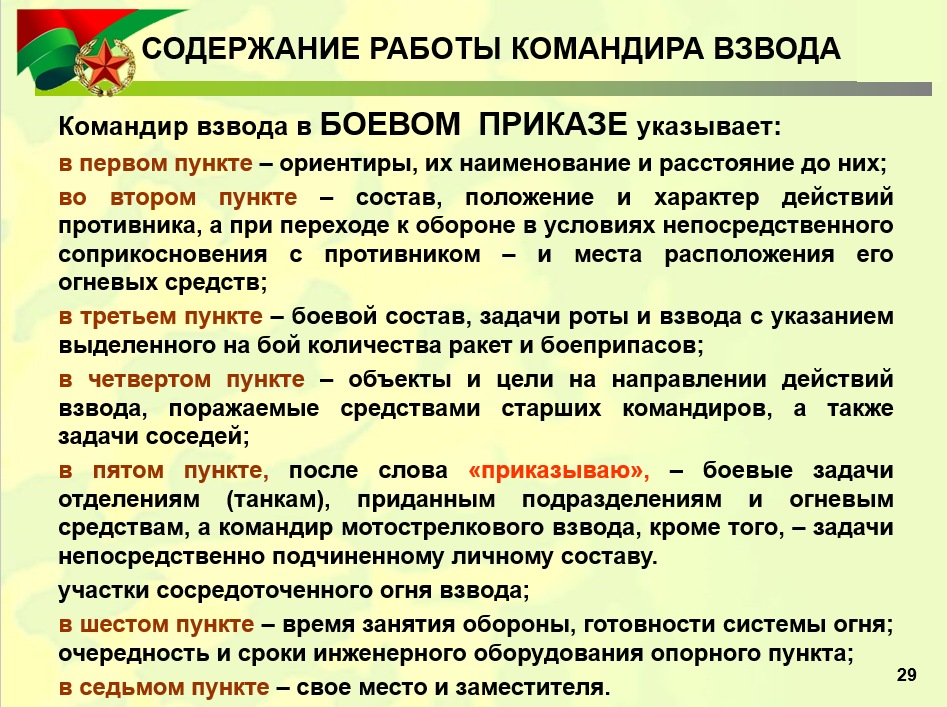 СОДЕРЖАНИЕ РАБОТЫ КОМАНДИРА ВЗВОДА
Командир взвода в БОЕВОМ ПРИКАЗЕ указывает:
в первом пункте – ориентиры, их наименование и расстояние до них;
во втором пункте – состав, положение и характер действий
противника, а при переходе к обороне в условиях непосредственного
соприкосновения с противником – и места расположения его
огневых средств;
в третьем пункте – боевой состав, задачи роты и взвода с указанием
выделенного на бой количества ракет и боеприпасов;
в четвертом пункте – объекты и цели на направлении действий
взвода, поражаемые средствами старших командиров, а также
задачи соседей;
в пятом пункте, после слова «приказываю», – боевые задачи
отделениям (танкам), приданным подразделениям и огневым
средствам, а командир мотострелкового взвода, кроме того, – задачи
непосредственно подчиненному личному составу.
участки сосредоточенного огня взвода;
в шестом пункте – время занятия обороны, готовности системы огня;
очередность и сроки инженерного оборудования опорного пункта;
в седьмом пункте – свое место и заместителя.
29